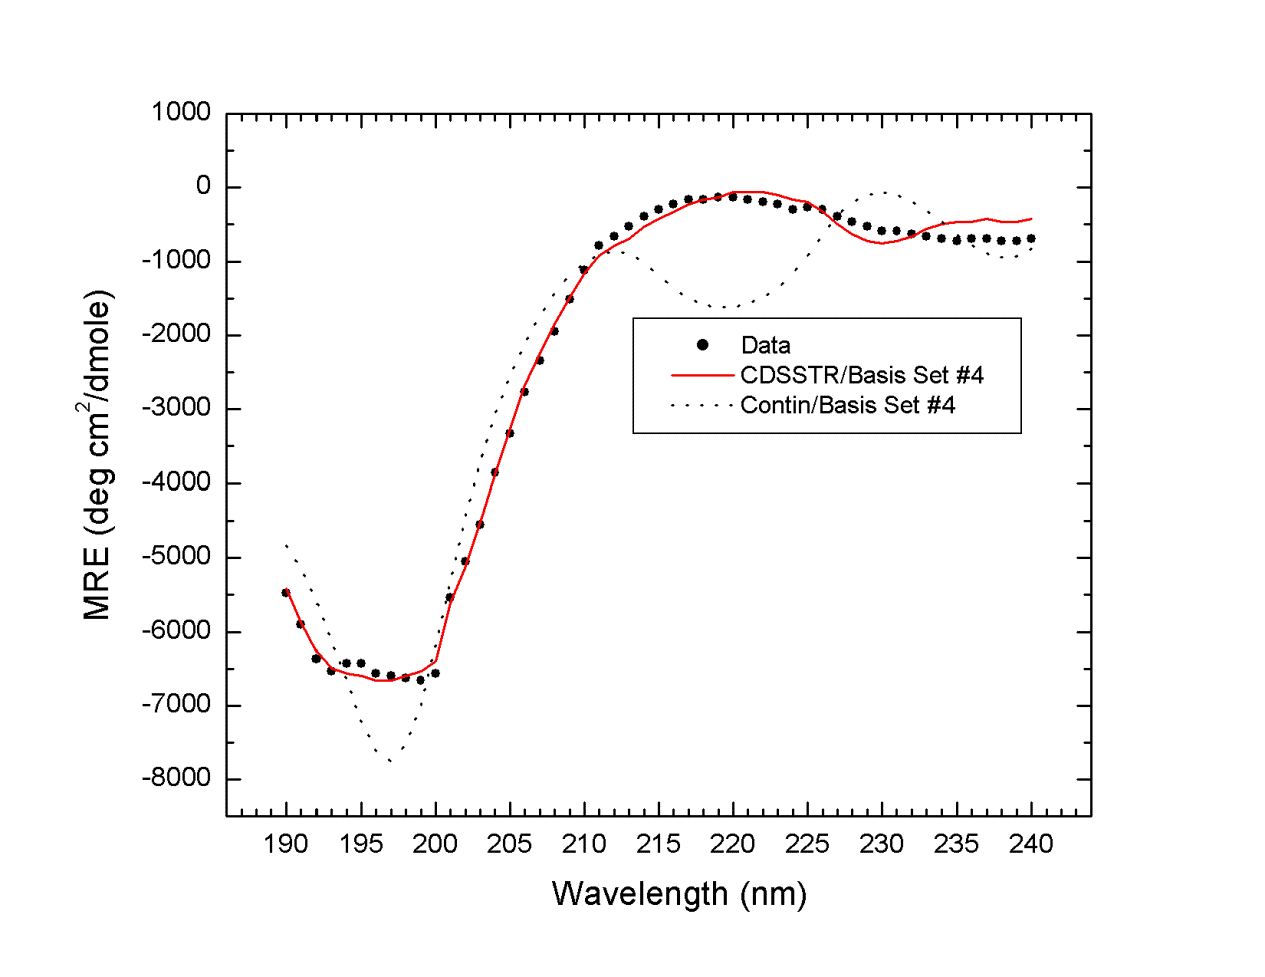 1000
0
-1000
-2000
-3000
-4000
-5000
-6000
-7000
-8000
MRE (deg cm²/dmole)
Data
CDSSTR/Basis Set #4
Contin/Basis Set #4
190 195 200 205 210 215 220 225 230 235 240
Wavelength (nm)